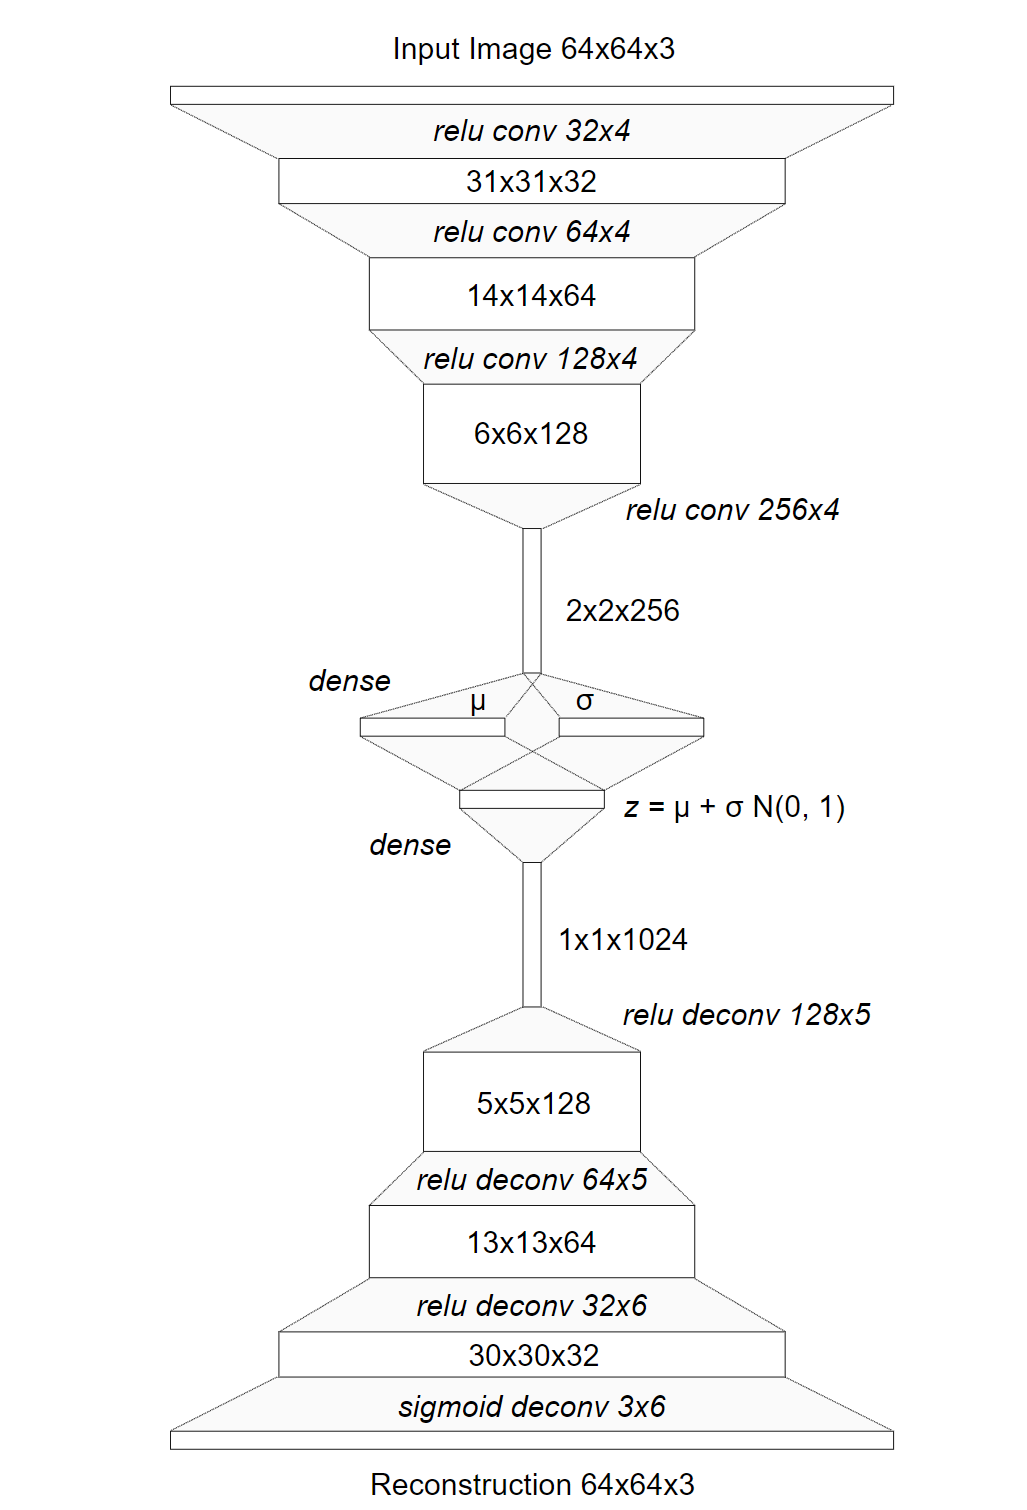 Input Image 64x64x3
relu conv 32x4
31x31x32
relu conv 64x4
14x14x64
relu conv 128x4
6x6x128
relu conv 256x4
2x2x256
dense
μ
σ
z = μ + σ N(0, 1)
dense
1x1x1024
relu deconv 128x5
5x5x128
relu deconv 64x5
13x13x64
relu deconv 32x6
30x30x32
sigmoid deconv 3x6
Reconstruction 64x64x3